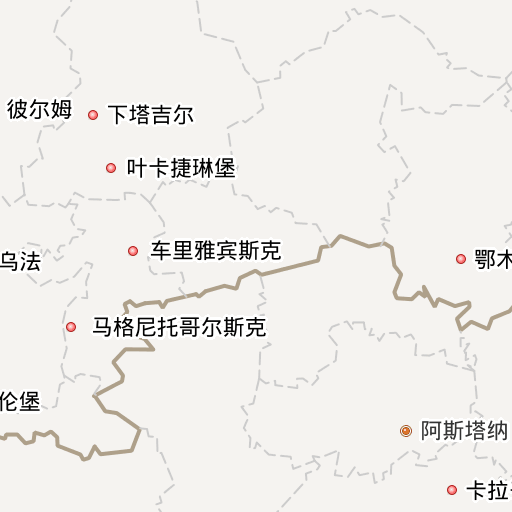 彼尔姆
下塔吉尔
叶卡捷琳堡
车里雅宾斯克
乌法
鄂木
马格尼托哥尔斯克
伦堡
阿斯塔纳
卡拉